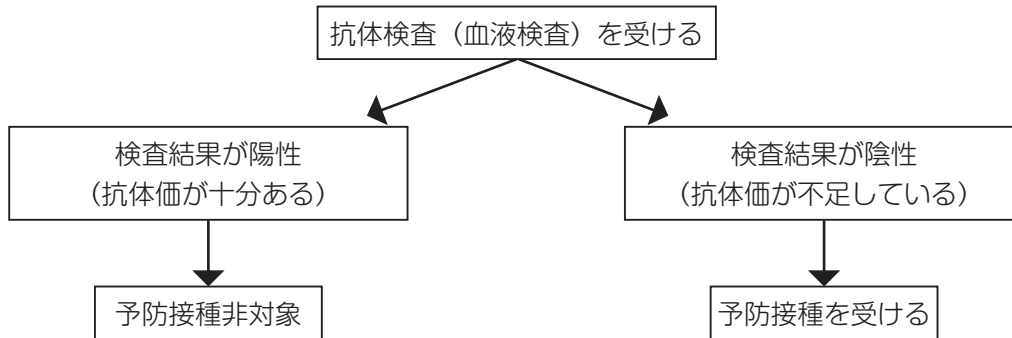 抗体検査（血液検査）を受ける
検査結果が陽性
（抗体価が十分ある）
検査結果が陰性
（抗体価が不足している）
予防接種非対象
予防接種を受ける